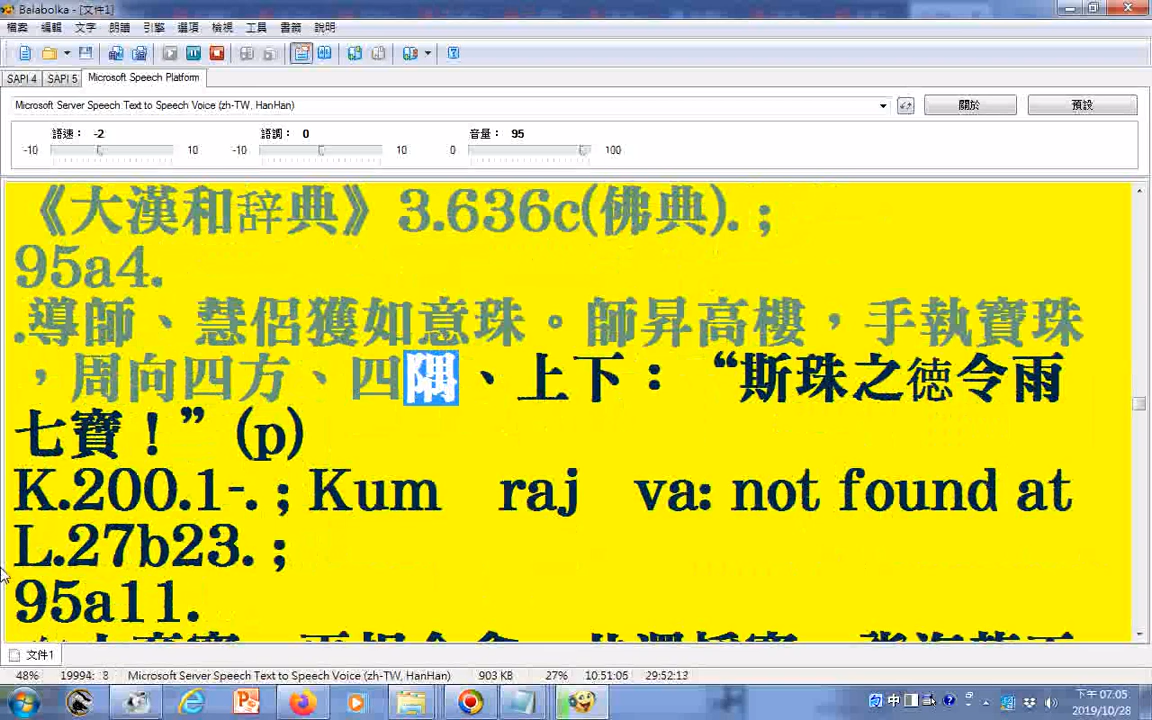 Balabolka - [文件1]
檔案 編輯 文字 朗讀 引擎 選項 檢視 工具 書籤 說明
SAPI 4 SAPI 5 Microsoft Speech Platform
Microsoft Server Speech Text to Speech Voice (zh-TW, HanHan) 關於 預設
語速： -2 語調： 0 音量： 95
-10 10 -10 10 0 100
《大漢和辞典》3.636c(佛典). ;
95a4.
.導師、慧侶獲如意珠。師昇高樓，手執寶珠
，周向四方、四隅、上下：“斯珠之徳令雨
七寶！”(p)
K.200.1-. ; Kum raj va: not found at
L.27b23. ;
95a11.
文件1
48% 19994: 8 Microsoft Server Speech Text to Speech Voice (zh-TW, HanHan) 903 KB 27% 10:51:05 29:52:13
中
下午 07:05
2019/10/28